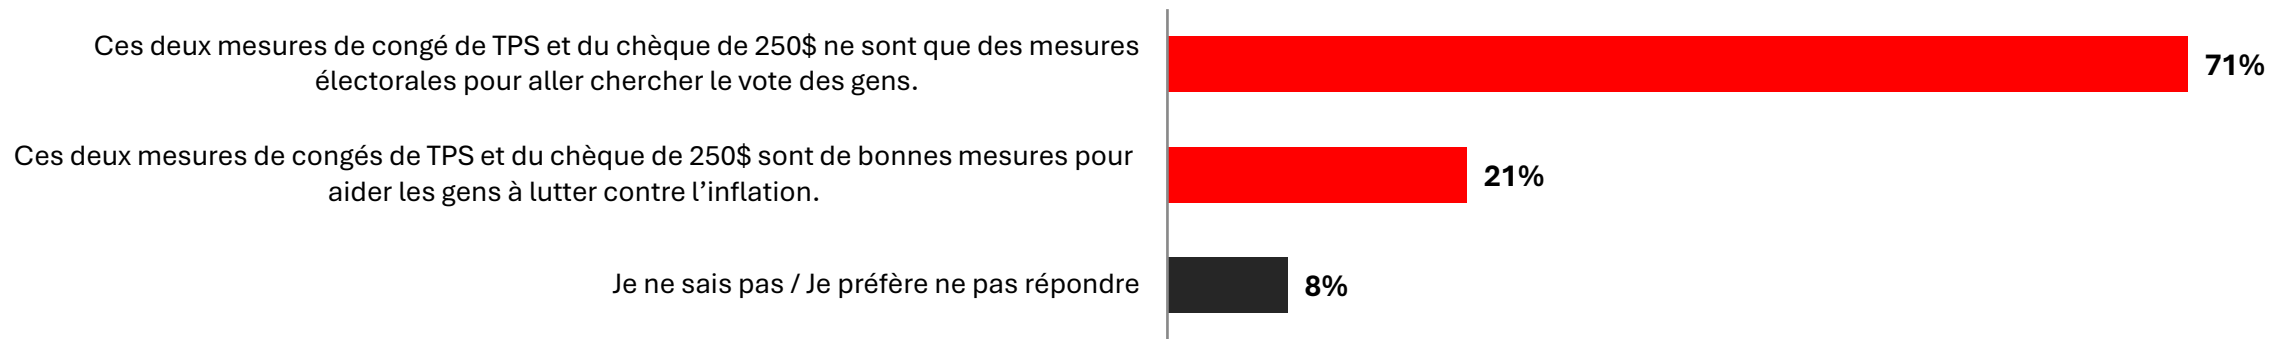 Ces deux mesures de congé de TPS et du chèque de 250$ ne sont que des mesures
électorales pour aller chercher le vote des gens.
71%
Ces deux mesures de congés de TPS et du chèque de 250$ sont de bonnes mesures pour
aider les gens à lutter contre l’inflation.
21%
Je ne sais pas / Je préfère ne pas répondre
8%